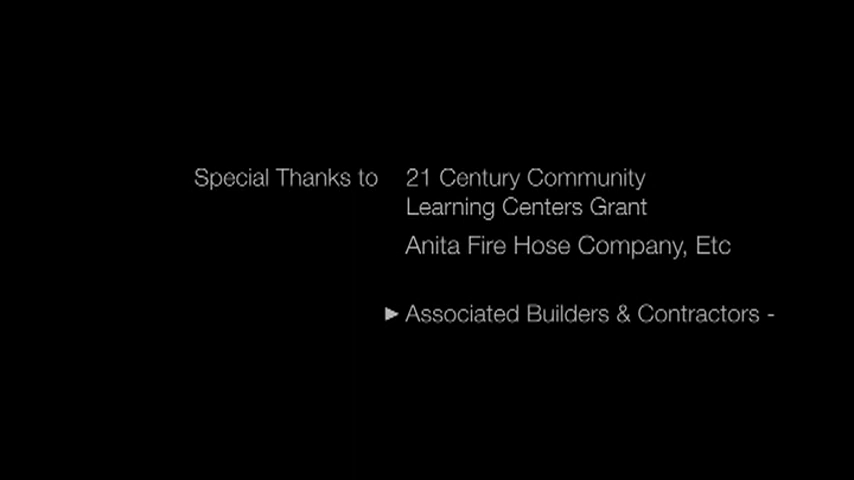 Special Thanks to 21 Century Community
Learning Centers Grant
Anita Fire Hose Company, Etc
►Associated Builders & Contractors -